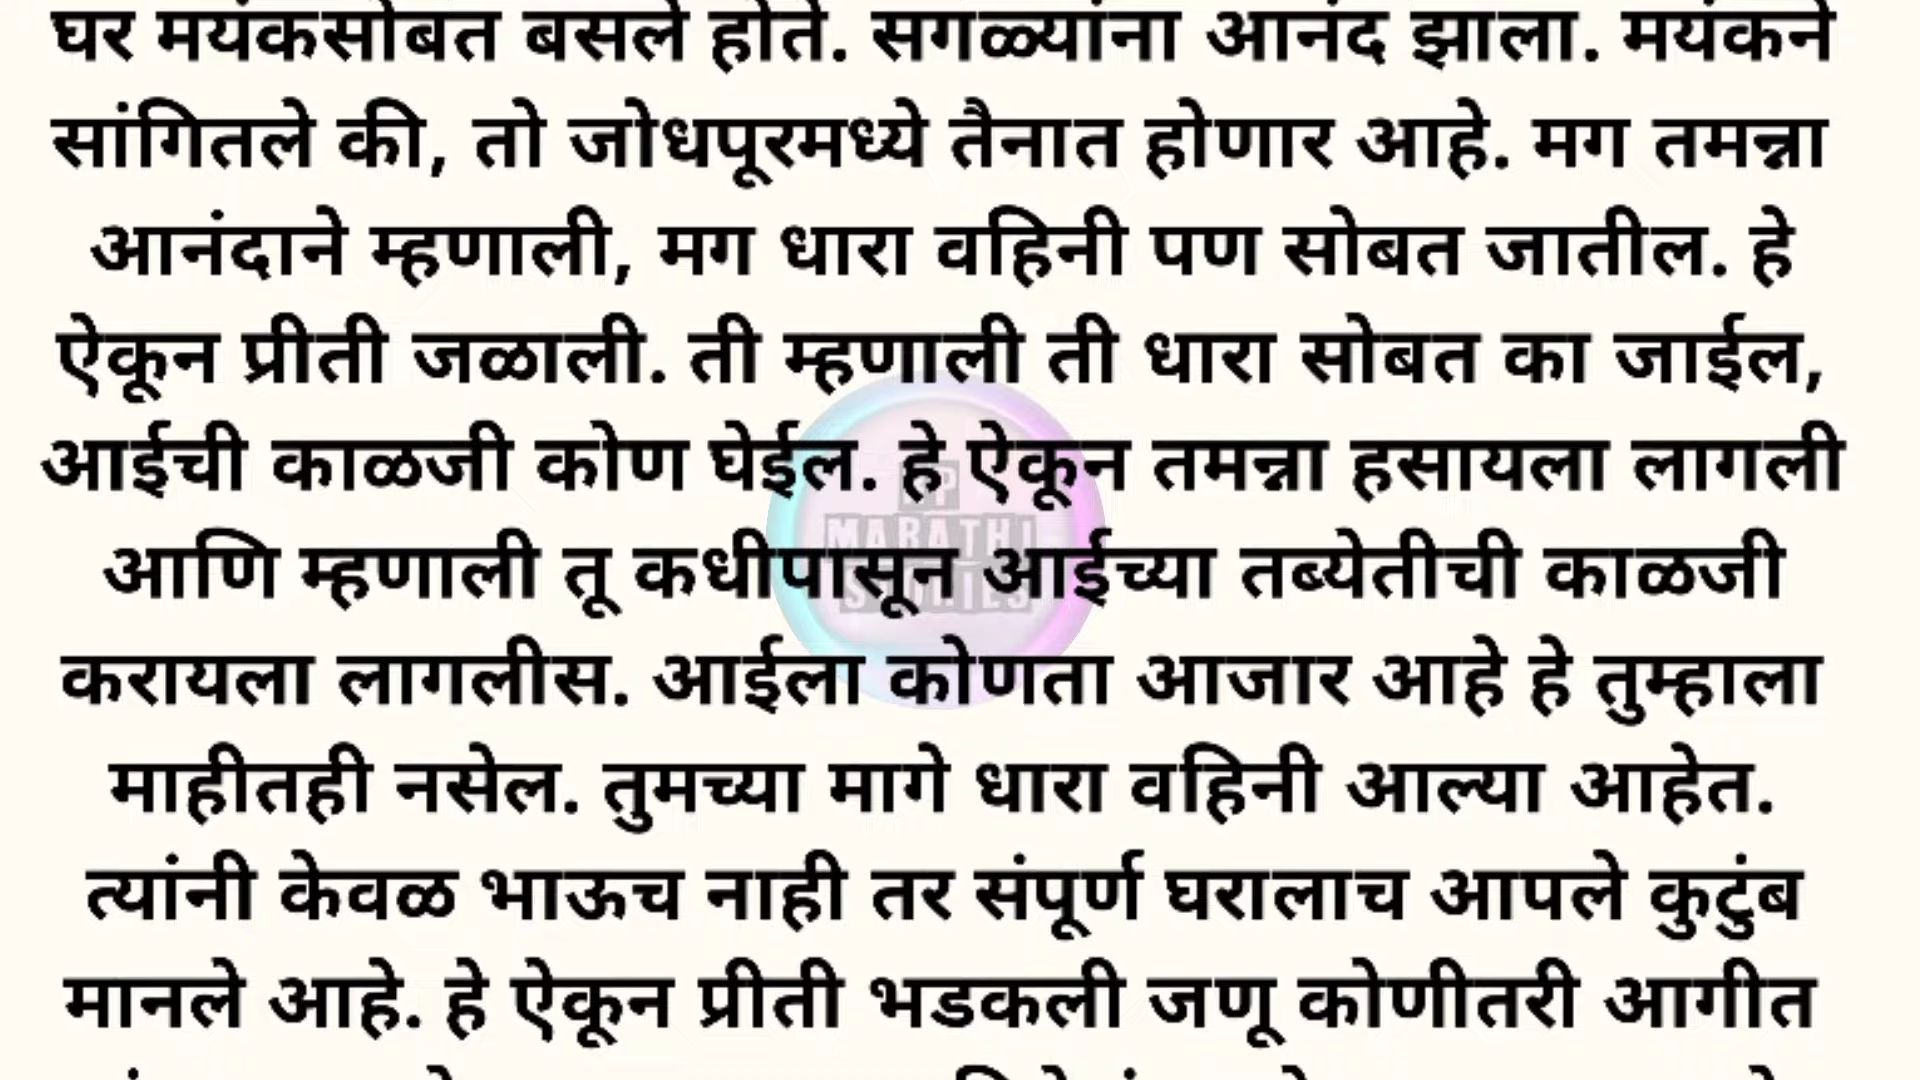 घर मयंकसोबत बसले होते. सगळ्यांना आनंद झाला. मयंकने
सांगितले की, तो जोधपूरमध्ये तैनात होणार आहे. मग तमन्ना
आनंदाने म्हणाली, मग धारा वहिनी पण सोबत जातील. हे
ऐकून प्रीती जळाली. ती म्हणाली ती धारा सोबत का जाईल,
आईची काळजी कोण घेईल. हे ऐकून तमन्ना हसायला लागली
आणि म्हणाली तू कधीपासून आईच्या तब्येतीची काळजी
करायला लागलीस. आईला कोणता आजार आहे हे तुम्हाला
माहीतही नसेल. तुमच्या मागे धारा वहिनी आल्या आहेत.
त्यांनी केवळ भाऊच नाही तर संपूर्ण घरालाच आपले कुटुंब
मानले आहे. हे ऐकून प्रीती भडकली जणू कोणीतरी आगीत
MARATHI
STORIES